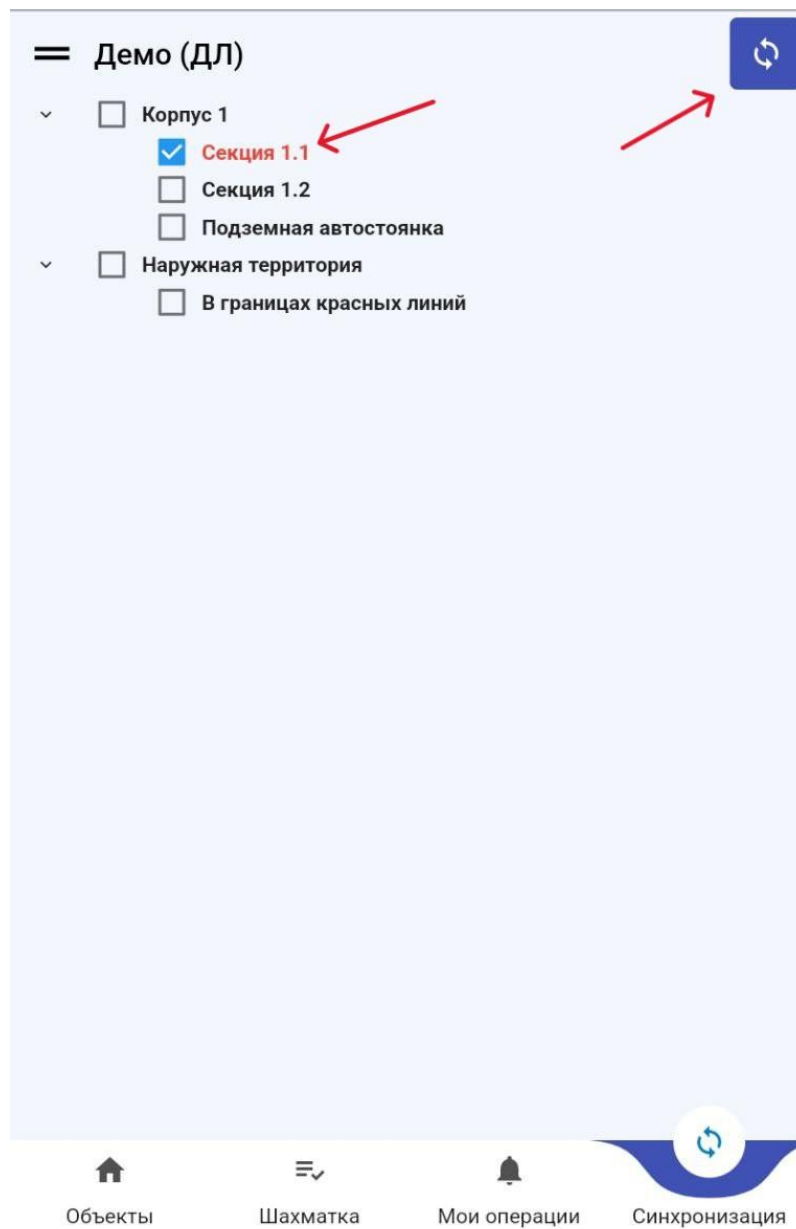 Демо (ДЛ)
Корпус 1
Секция 1.1
Секция 1.2
Подземная автостоянка
Наружная территория
В границах красных линий
Объекты
Шахматка
Мои операции
Синхронизация